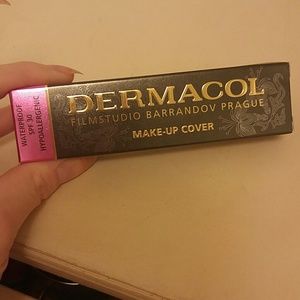 WATERPROOF
SPF 30
HYPOALLERGENIC
DERMACOL
FILMSTUDIO BARRANDOV PRAGUE
MAKE-UP COVER